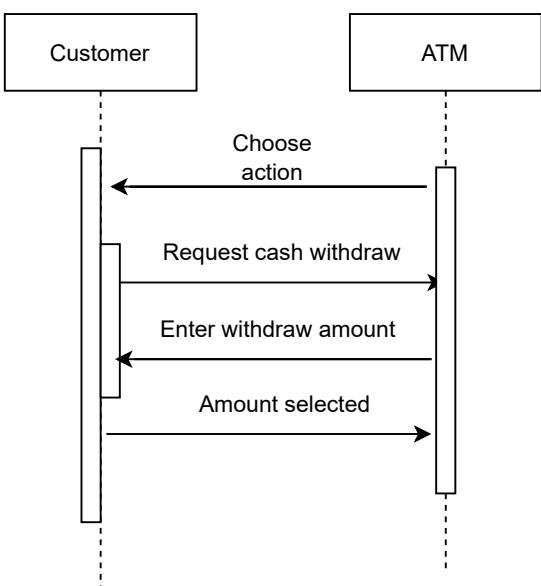 Customer
ATM
Choose
action
Request cash withdraw
Enter withdraw amount
Amount selected